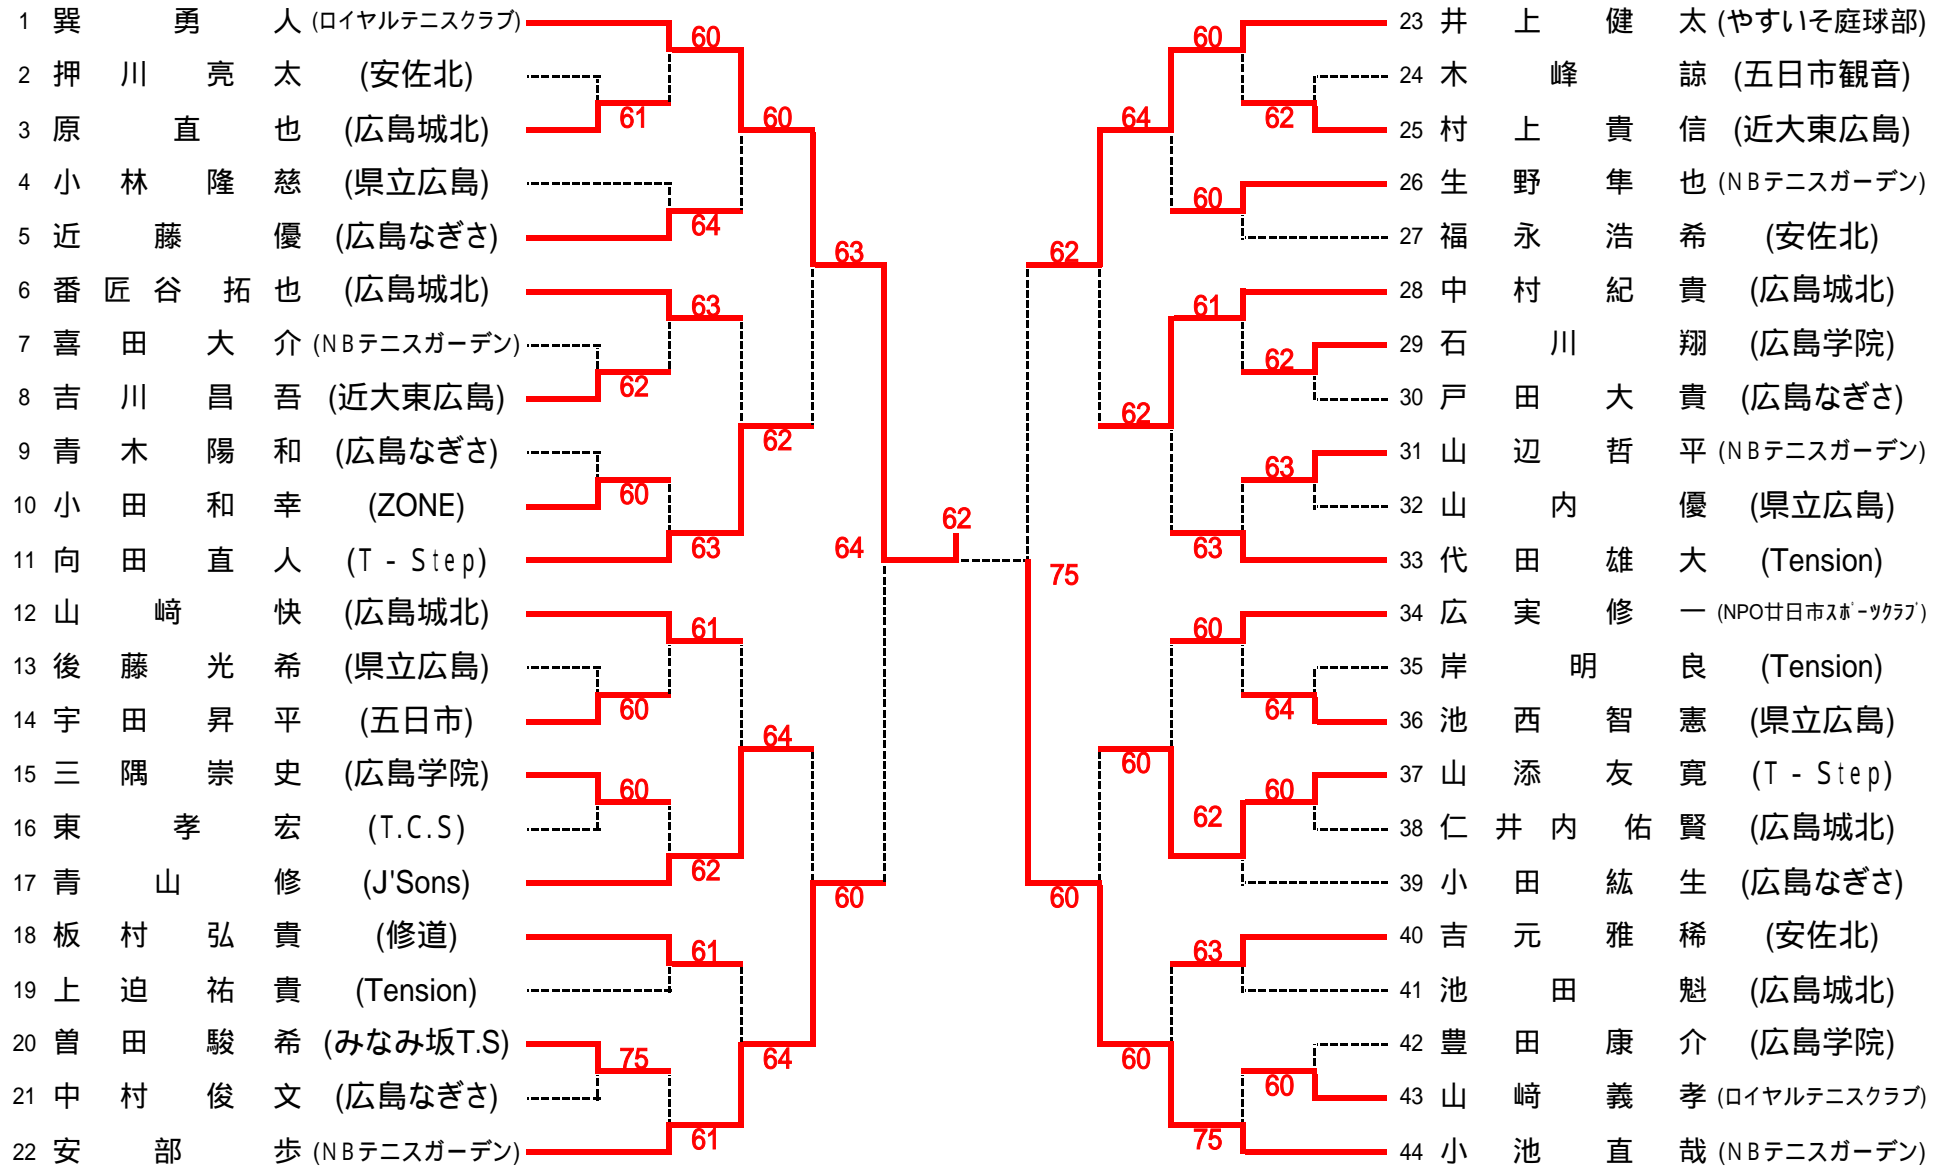 1 巽 勇 人 (ロイヤルテニスクラブ)
2 押 川 亮 太 (安佐北)
3 原 直 也 (広島城北)
4 小 林 隆 慈 (県立広島)
5 近 藤 優 (広島なぎさ)
6 番 匠 谷 拓 也 (広島城北)
7 喜 田 大 介 (NBテニスガーデン)
8 吉 川 昌 吾 (近大東広島)
9 青 木 陽 和 (広島なぎさ)
10 小 田 和 幸 (ZONE)
11 向 田 直 人 (T-Step)
12 山 﨑 快 (広島城北)
13 後 藤 光 希 (県立広島)
14 宇 田 昇 平 (五日市)
15 三 隅 崇 史 (広島学院)
16 東 孝 宏 (T.C.S)
17 青 山 修 (J'Sons)
18 板 村 弘 貴 (修道)
19 上 迫 祐 貴 (Tension)
20 曽 田 駿 希 (みなみ坂T.S)
21 中 村 俊 文 (広島なぎさ)
22 安 部 歩 (NBテニスガーデン)
60
61
60
64
63
63
62
62
60
63
64
61
60
64
60
62
60
61
75
64
61
62
60
64
62
60
62
61
62
62
63
63
75
60
64
60
60
62
60
63
60
60
75
23 井 上 健 太 (やすいそ庭球部)
24 木 峰 諒 (五日市観音)
25 村 上 貴 信 (近大東広島)
26 生 野 隼 也 (NBテニスガーデン)
27 福 永 浩 希 (安佐北)
28 中 村 紀 貴 (広島城北)
29 石 川 翔 (広島学院)
30 戸 田 大 貴 (広島なぎさ)
31 山 辺 哲 平 (NBテニスガーデン)
32 山 内 優 (県立広島)
33 代 田 雄 大 (Tension)
34 広 実 修 一 (NPO廿日市ｽﾎﾟｰﾂｸﾗﾌﾞ)
35 岸 明 良 (Tension)
36 池 西 智 憲 (県立広島)
37 山 添 友 寛 (T-Step)
38 仁 井 内 佑 賢 (広島城北)
39 小 田 紘 生 (広島なぎさ)
40 吉 元 雅 稀 (安佐北)
41 池 田 魁 (広島城北)
42 豊 田 康 介 (広島学院)
43 山 﨑 義 孝 (ロイヤルテニスクラブ)
44 小 池 直 哉 (NBテニスガーデン)